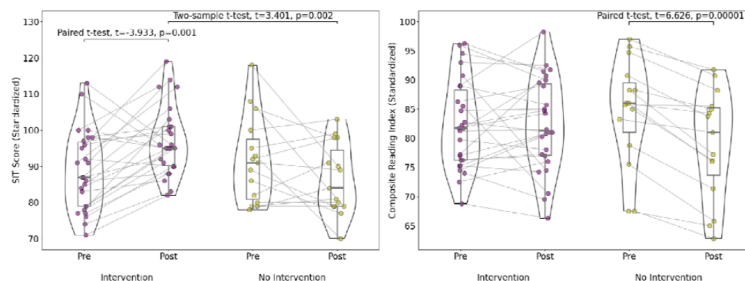 Two-sample t-test, t=3.401, p=0.002
Paired t-test, t=-3.933, p=0.001
SIT Score (Standardized)
130
120
110
100
90
80
70
Pre
Post
Pre
Post
Intervention
No Intervention
Paired t-test, t=6.626, p=0.00001
Composite Reading Index (Standardized)
100
95
90
85
80
75
70
65
Pre
Post
Pre
Post
Intervention
No Intervention